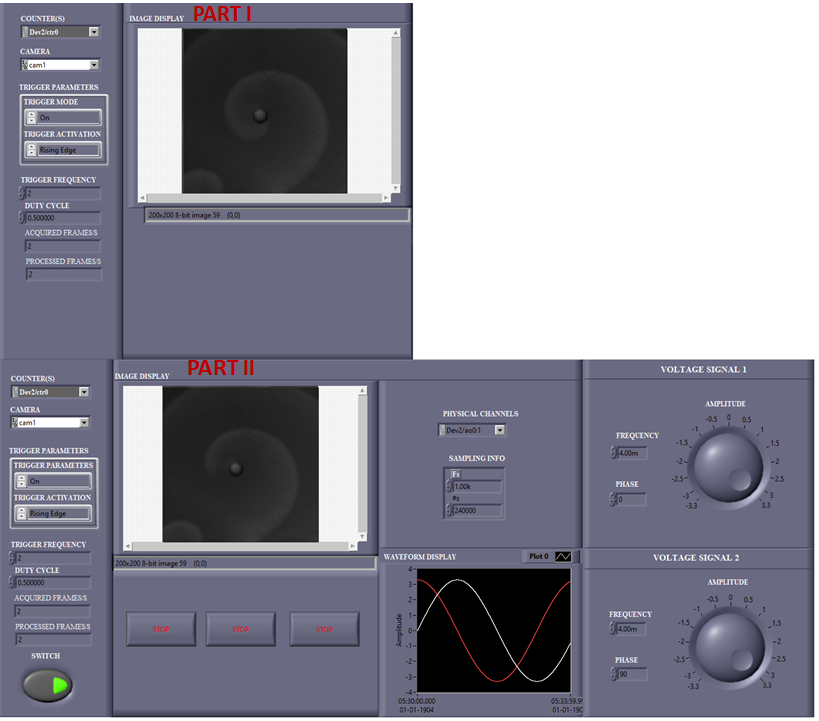 PART I
COUNTER(S)
IMAGE DISPLAY
Dev2/ctr0
CAMERA
cam1
TRIGGER PARAMETERS
TRIGGER MODE
On
TRIGGER ACTIVATION
Rising Edge
TRIGGER FREQUENCY
2
DUTY CYCLE
0.500000
200x200 8-bit image 59 (0,0)
ACQUIRED FRAMES/S
2
PROCESSED FRAMES/S
2
PART II
COUNTER(S)
IMAGE DISPLAY
Dev2/ctr0
CAMERA
cam1
TRIGGER PARAMETERS
TRIGGER PARAMETERS
On
TRIGGER ACTIVATION
Rising Edge
TRIGGER FREQUENCY
2
DUTY CYCLE
0.500000
ACQUIRED FRAMES/S
2
PROCESSED FRAMES/S
2
SWITCH
200x200 8-bit image 59 (0,0)
STOP STOP STOP
PHYSICAL CHANNELS
Dev2/ao0:1
SAMPLING INFO
Fs
1.00k
#s
240000
WAVEFORM DISPLAY Plot 0
Amplitude
4
3
2
1
0
-1
-2
-3
-4
05:30:00.000 05:33:59.99
01-01-1904 01-01-190
VOLTAGE SIGNAL 1
AMPLITUDE
-0.5 0 0.5
-1 1
-1.5 1.5
-2 2
-2.5 2.5
-3 3
-3.3 3.3
FREQUENCY
4.00m
PHASE
0
VOLTAGE SIGNAL 2
AMPLITUDE
-0.5 0 0.5
-1 1
-1.5 1.5
-2 2
-2.5 2.5
-3 3
-3.3 3.3
FREQUENCY
4.00m
PHASE
90